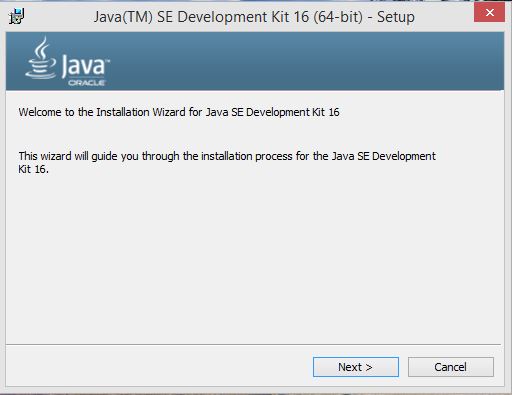 Java(TM) SE Development Kit 16 (64-bit) - Setup
Java™
ORACLE
Welcome to the Installation Wizard for Java SE Development Kit 16
This wizard will guide you through the installation process for the Java SE Development
Kit 16.
Next > Cancel